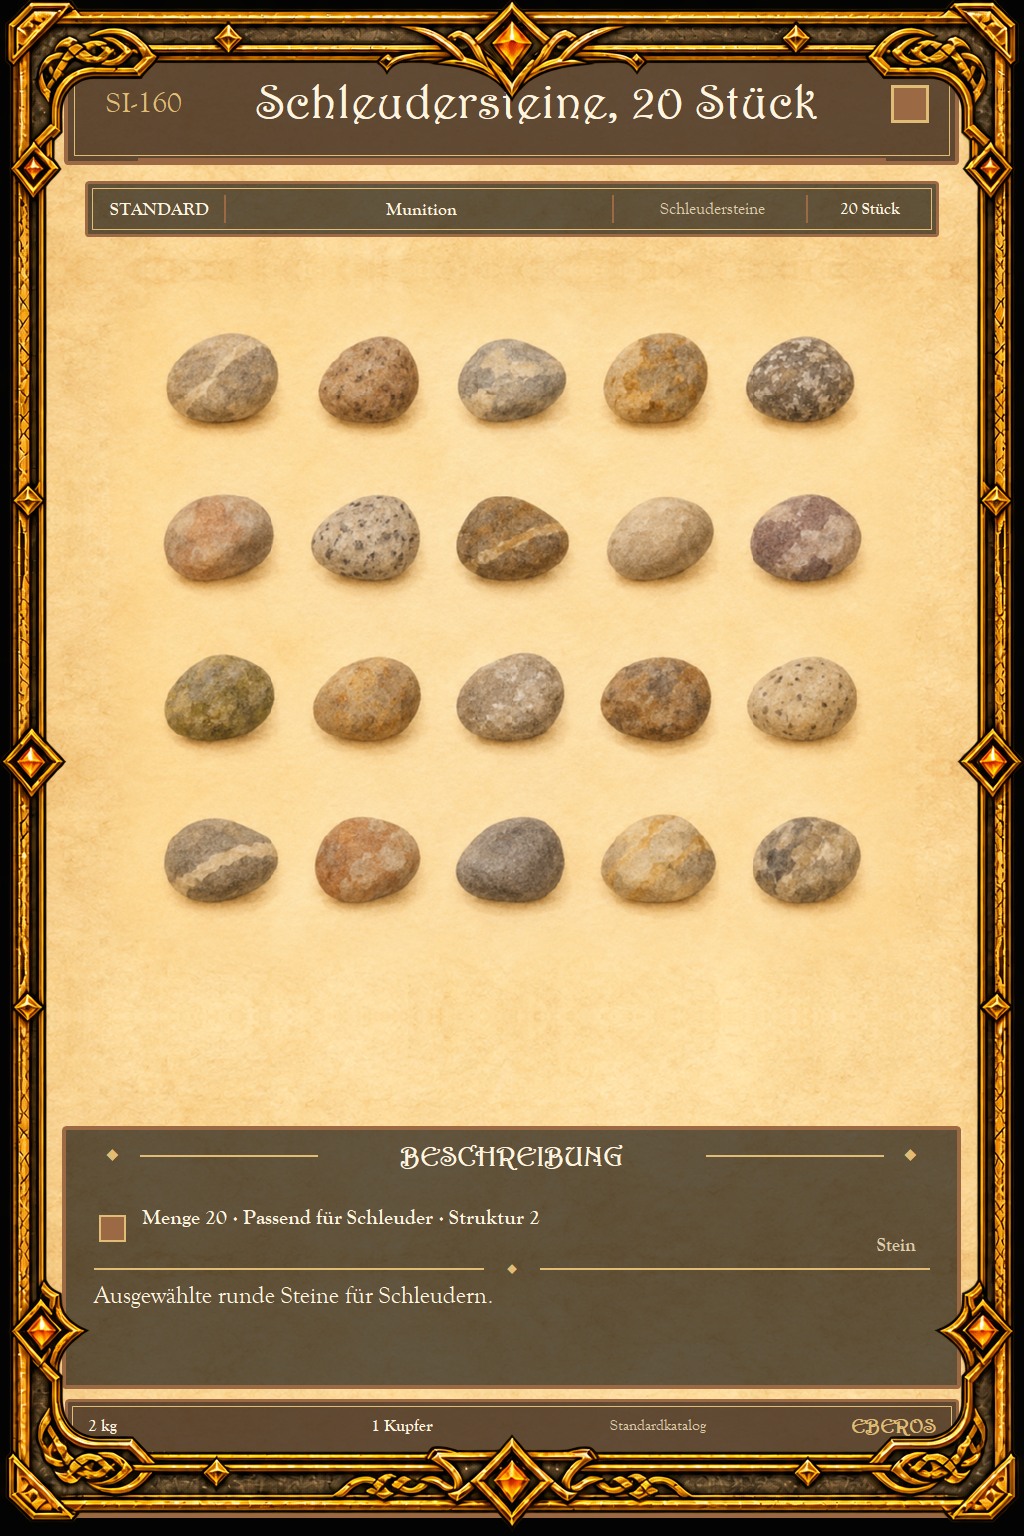 SI-160 Schleudersteine, 20 Stück
STANDARD Munition Schleudersteine 20 Stück
BESCHREIBUNG
Menge 20 · Passend für Schleuder · Struktur 2
Stein
Ausgewählte runde Steine für Schleudern.
2 kg 1 Kupfer Standardkatalog EBEROS